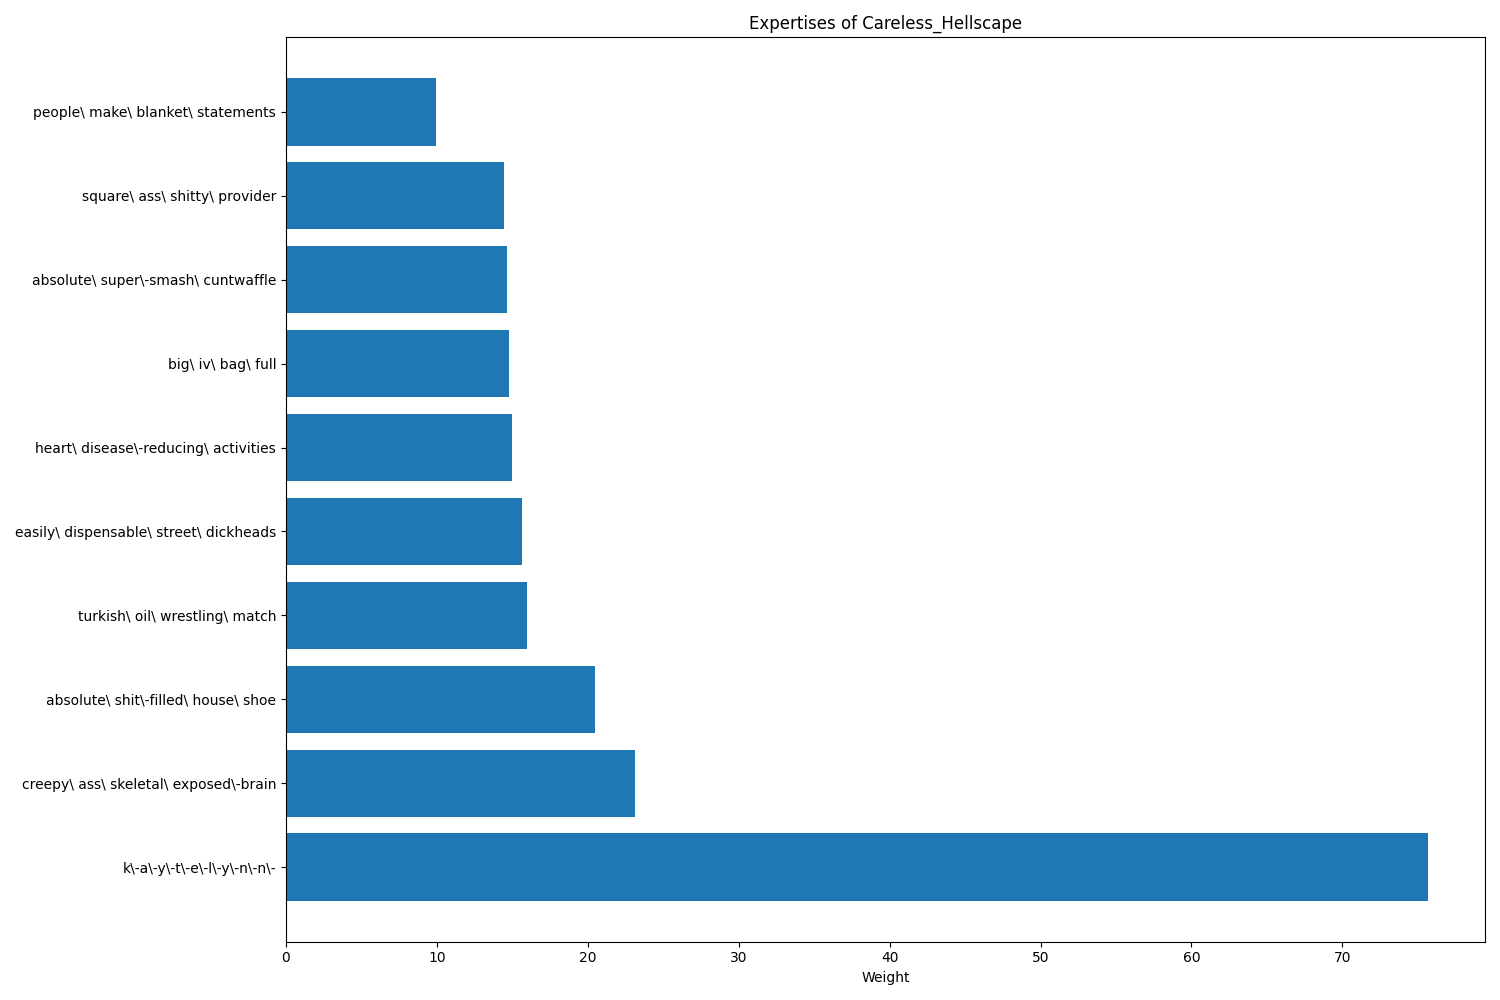 Expertises of Careless_Hellscape
people\ make\ blanket\ statements
square\ ass\ shitty\ provider
absolute\ super\-smash\ cuntwaffle
big\ iv\ bag\ full
heart\ disease\-reducing\ activities
easily\ dispensable\ street\ dickheads
turkish\ oil\ wrestling\ match
absolute\ shit\-filled\ house\ shoe
creepy\ ass\ skeletal\ exposed\-brain
k\-a\-y\-t\-e\-l\-y\-n\-n\-
0 10 20 30 40 50 60 70
Weight